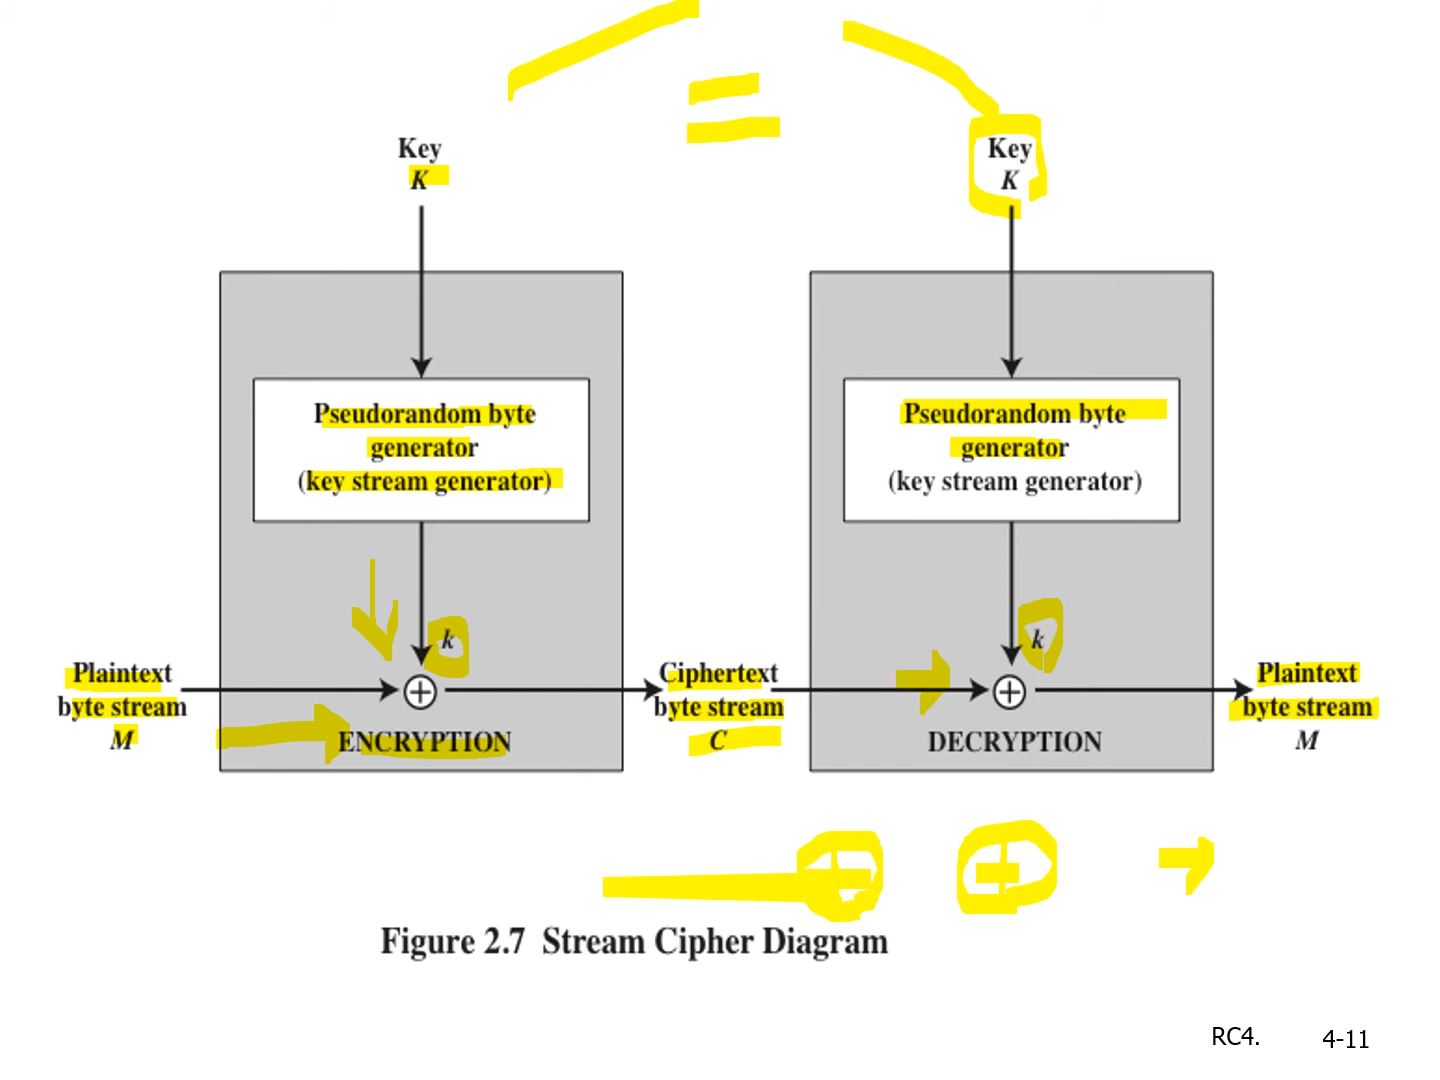 Key
K
Key
K
Pseudorandom byte
generator
(key stream generator)
Pseudorandom byte
generator
(key stream generator)
k
k
Plaintext
byte stream
M
Ciphertext
byte stream
C
Plaintext
byte stream
M
ENCRYPTION
DECRYPTION
Figure 2.7 Stream Cipher Diagram
RC4.
4-11